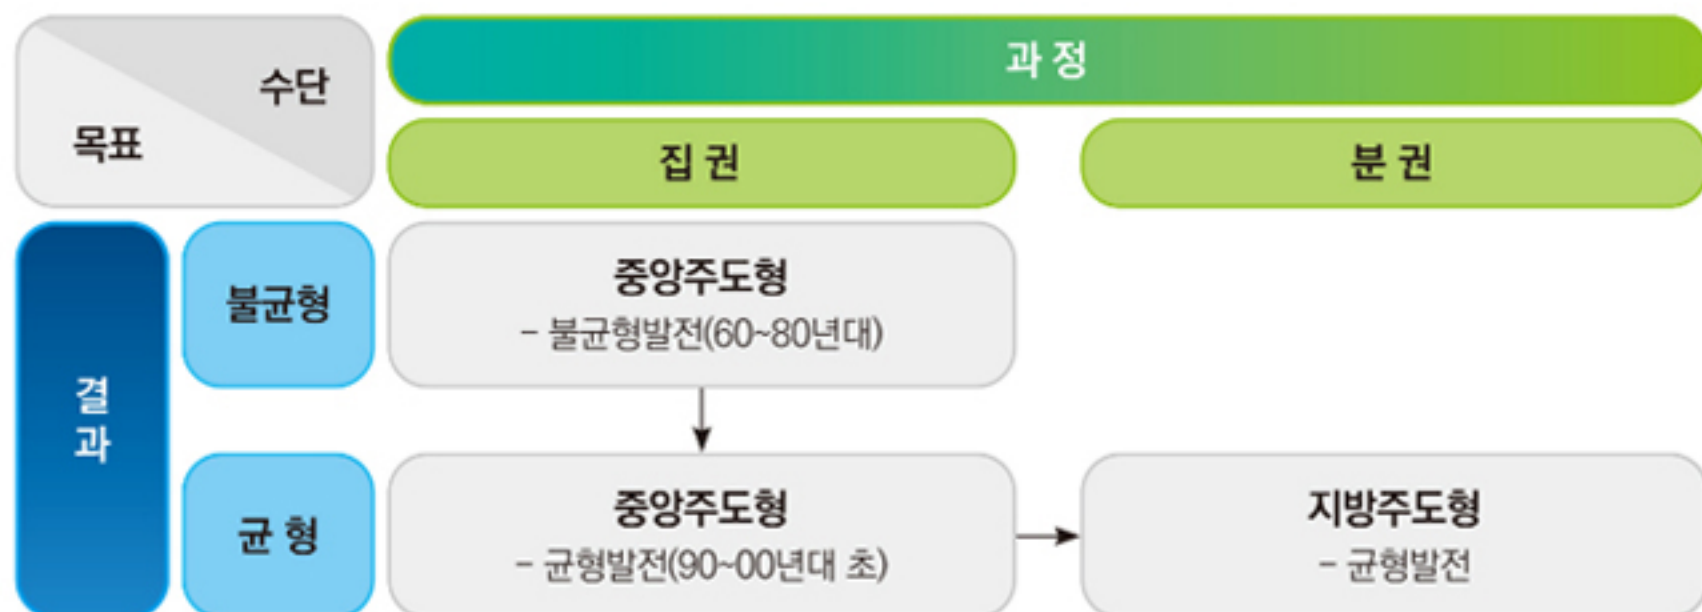 수단
목표
과 정
집 권
분 권
결
과
불균형
중앙주도형
- 불균형발전(60~80년대)
균 형
중앙주도형
- 균형발전(90~00년대 초)
지방주도형
- 균형발전